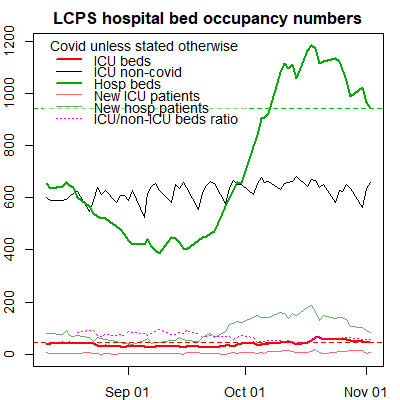 LCPS hospital bed occupancy numbers
Covid unless stated otherwise
ICU beds
ICU non-covid
Hosp beds
New ICU patients
New hosp patients
ICU/non-ICU beds ratio
1200
1000
800
600
400
200
0
Sep 01 Oct 01 Nov 01